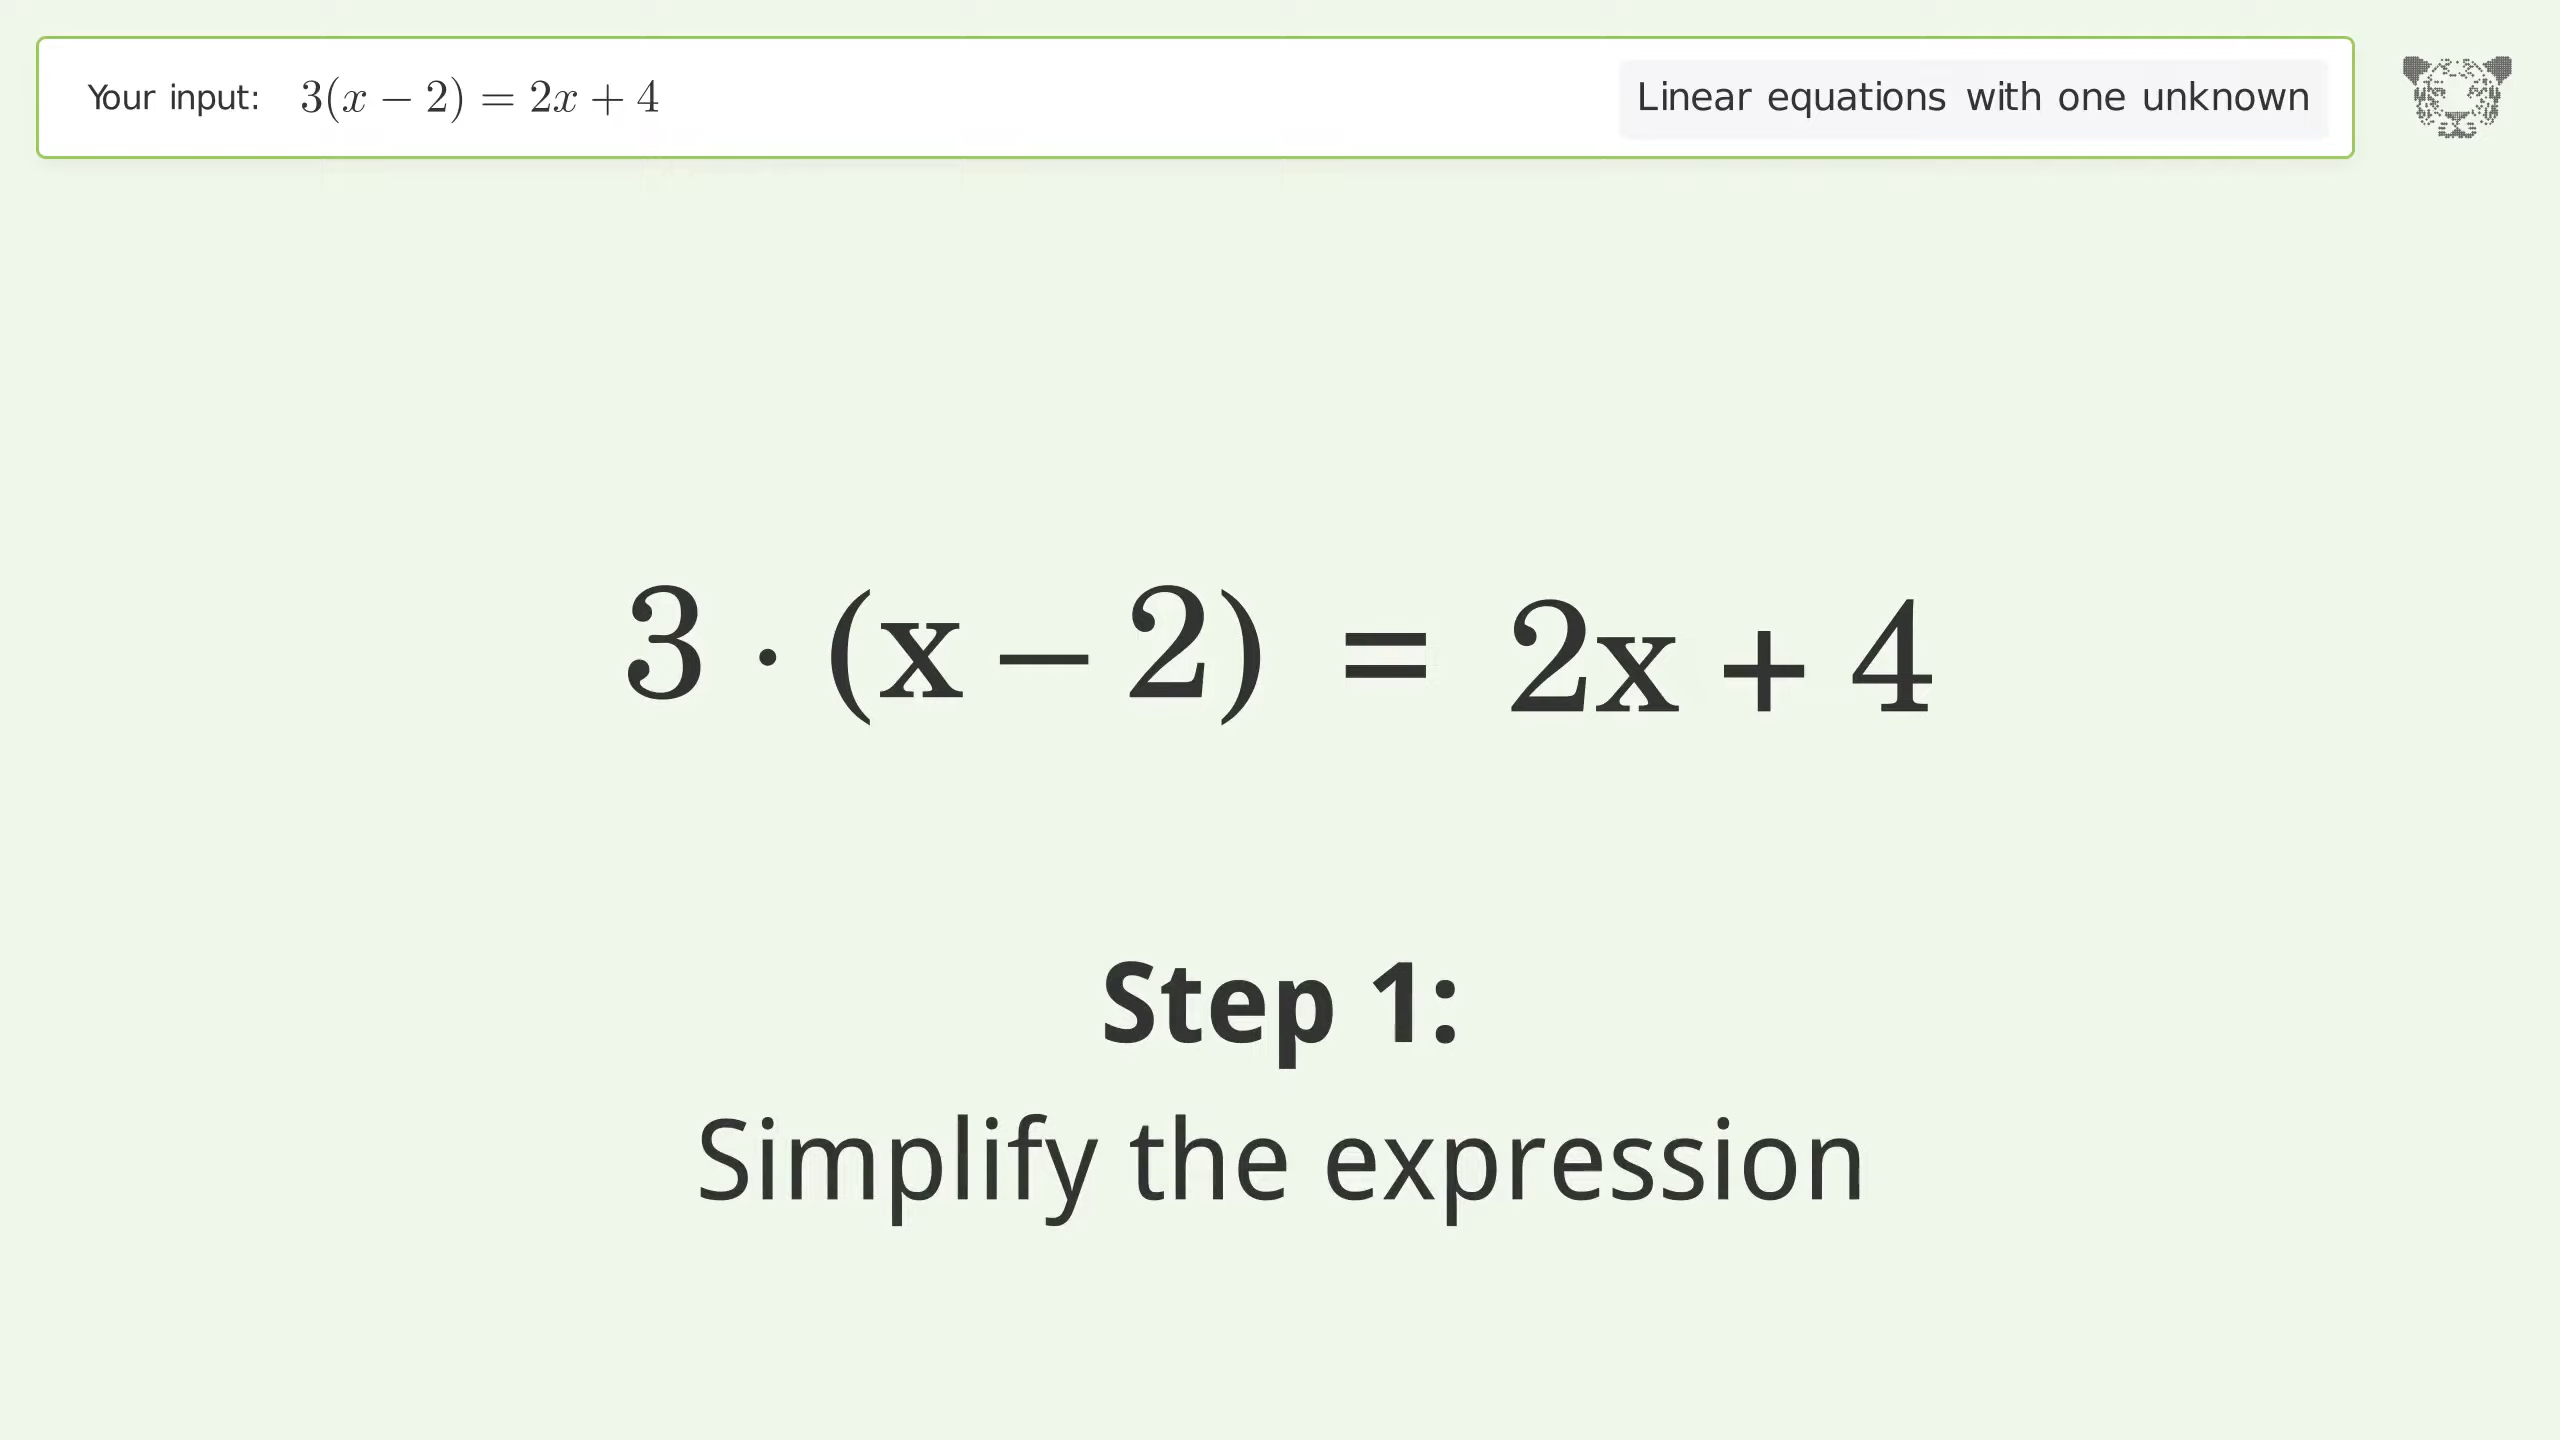 Your input: 3(x − 2) = 2x + 4
Linear equations with one unknown
3 · (x − 2) = 2x + 4
Step 1:
Simplify the expression